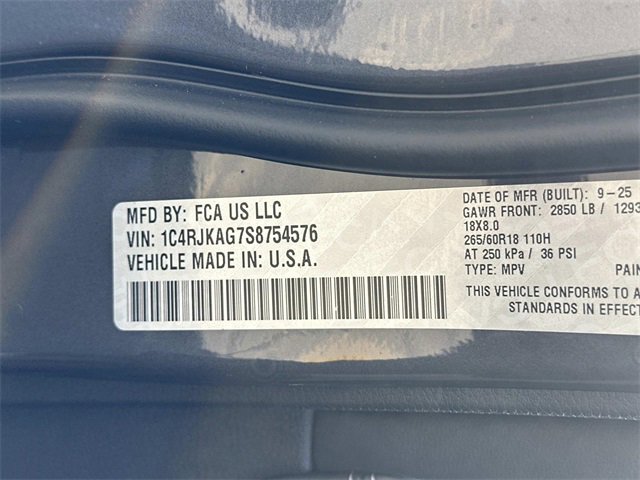 MFD BY: FCA US LLC
VIN: 1C4RJKAG7S8754576
VEHICLE MADE IN: U.S.A.
DATE OF MFR (BUILT): 9-25
GAWR FRONT: 2850 LB / 1293
18X8.0
265/60R18 110H
AT 250 kPa / 36 PSI
TYPE: MPV PAIN
THIS VEHICLE CONFORMS TO A
STANDARDS IN EFFECT